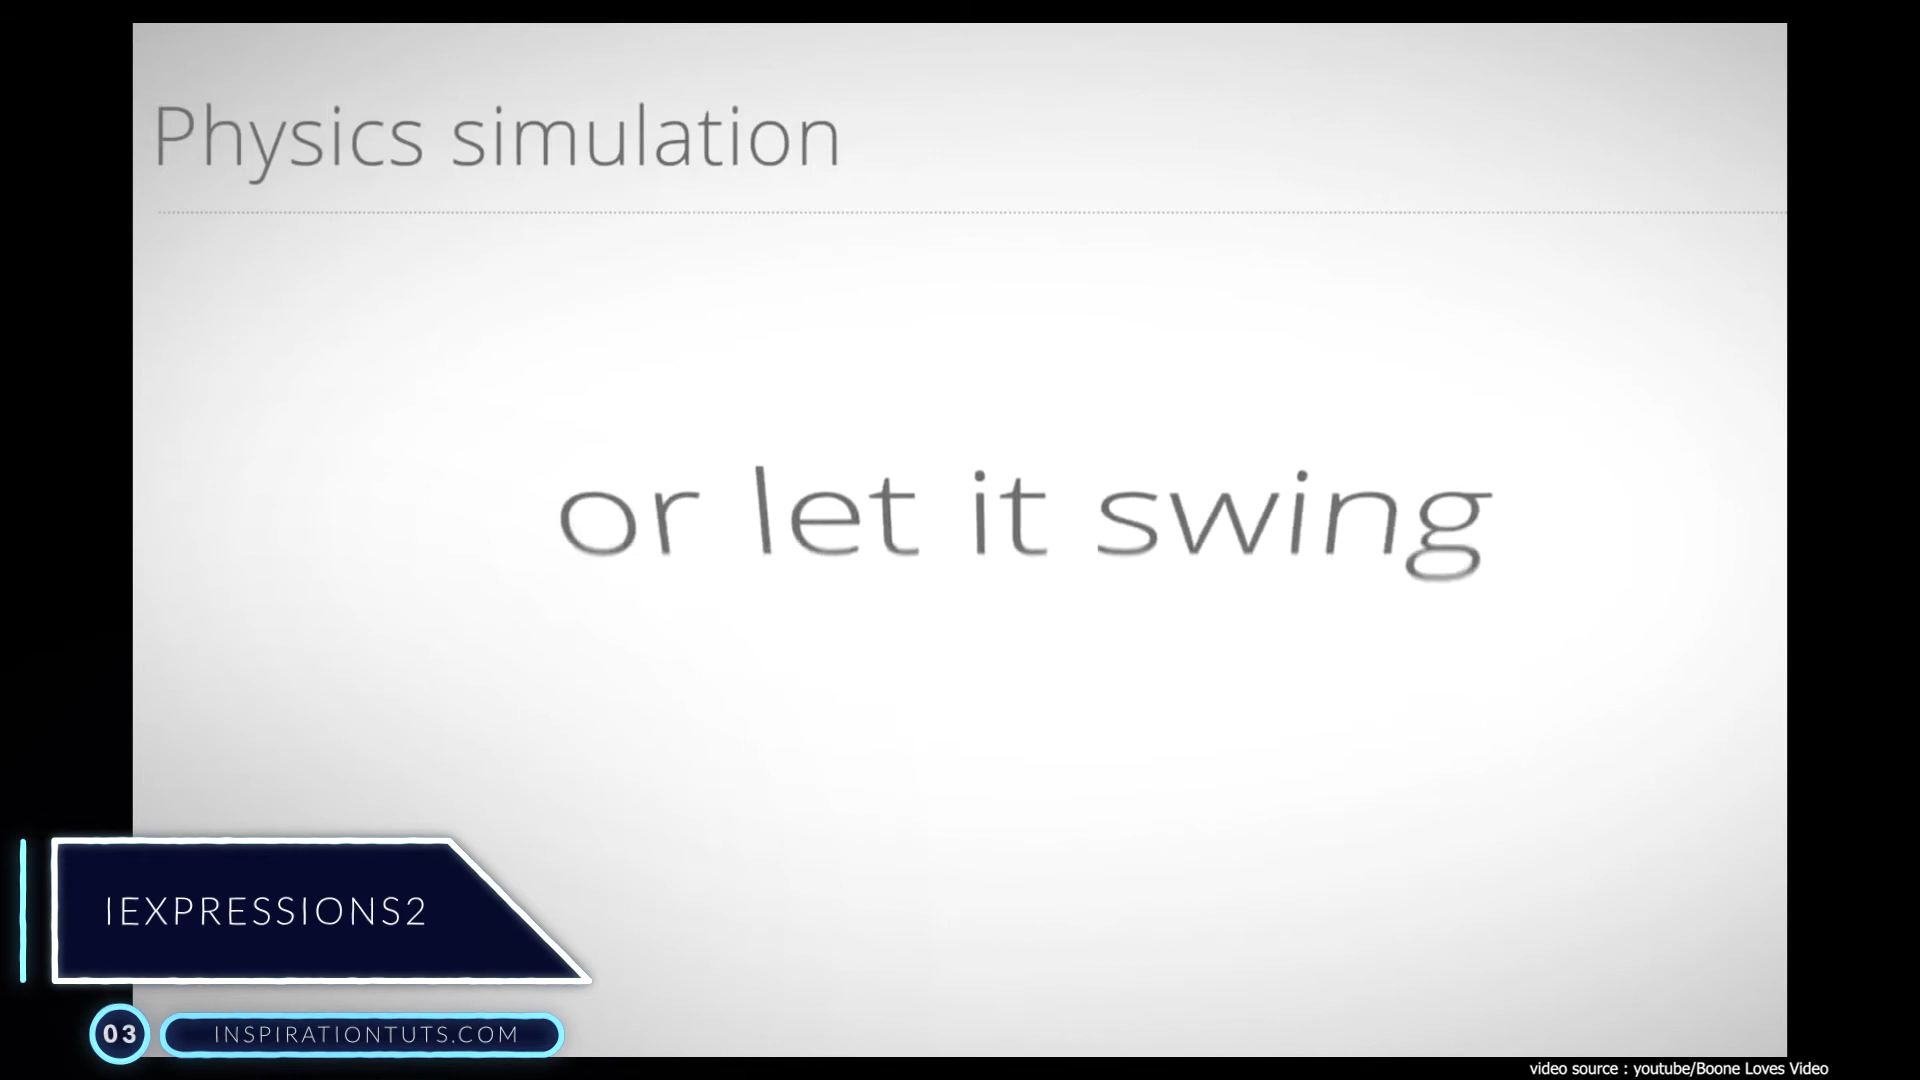 Physics simulation
or let it swing
IEXPRESSIONS2
03
INSPIRATIONTUTS.COM
video source : youtube/Boone Loves Video